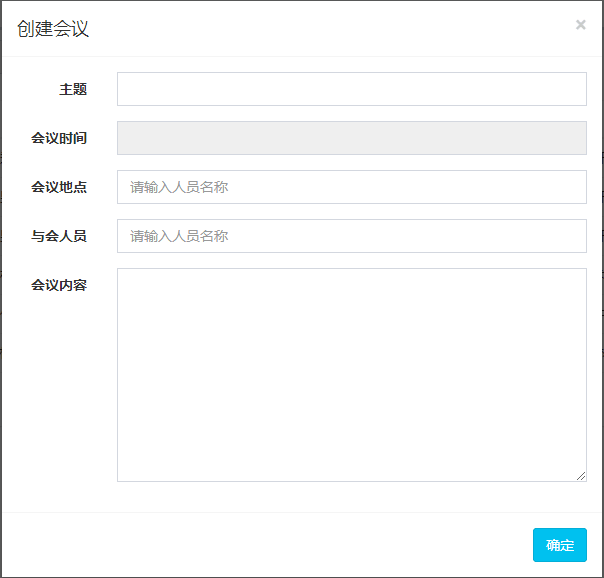 创建会议
×
主题
会议时间
会议地点 请输入人员名称
与会人员 请输入人员名称
会议内容
确定